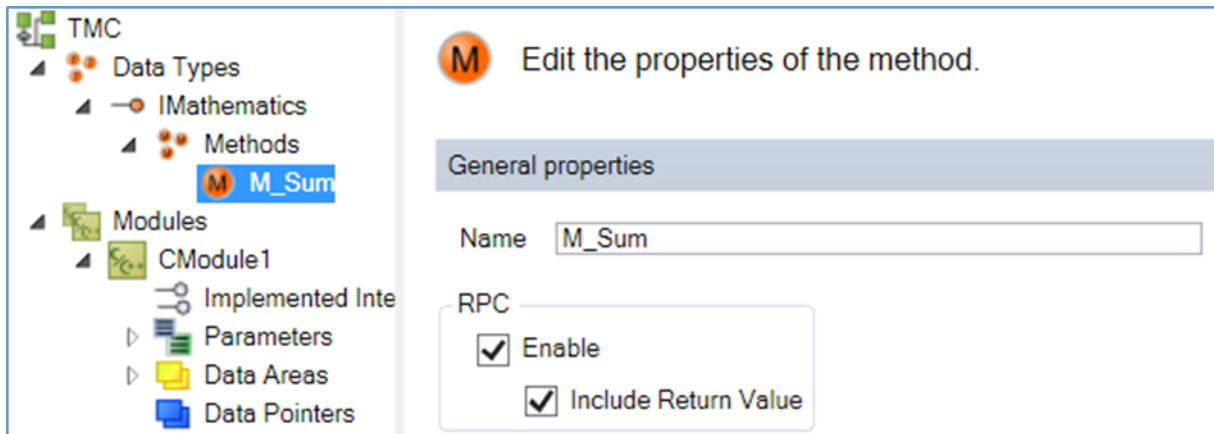 TMC
Data Types
IMathematics
Methods
M M_Sum
Modules
C/C++ CModule1
Implemented Inte
Parameters
Data Areas
Data Pointers
M Edit the properties of the method.
General properties
Name M_Sum
RPC
Enable
Include Return Value